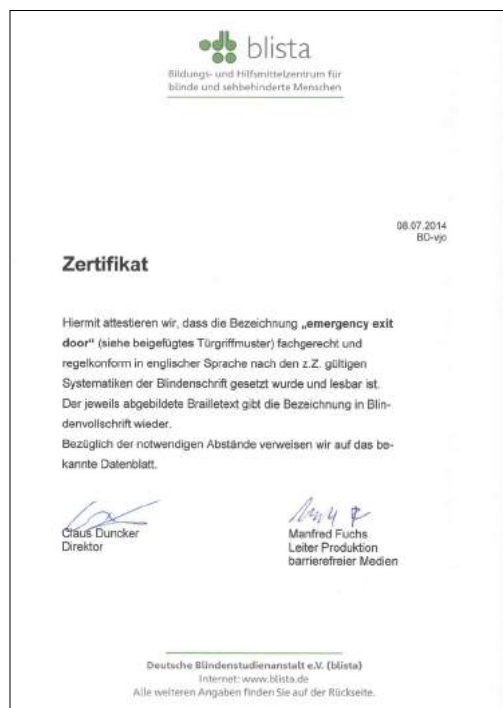 blista
Bildungs- und Hilfsmittelzentrum für
blinde und sehbehinderte Menschen
08.07.2014
BO-vjo
Zertifikat
Hiermit attestieren wir, dass die Bezeichnung „emergency exit
door“ (siehe beigefügtes Türgriffmuster) fachgerecht und
regelkonform in englischer Sprache nach den z.Z. gültigen
Systematiken der Blindenschrift gesetzt wurde und lesbar ist.
Der jeweils abgebildete Brailletext gibt die Bezeichnung in Blin-
denvollschrift wieder.
Bezüglich der notwendigen Abstände verweisen wir auf das be-
kannte Datenblatt.
Claus Duncker
Direktor
Manfred Fuchs
Leiter Produktion
barrierefreier Medien
Deutsche Blindenstudienanstalt e.V. (blista)
Internet: www.blista.de
Alle weiteren Angaben finden Sie auf der Rückseite.